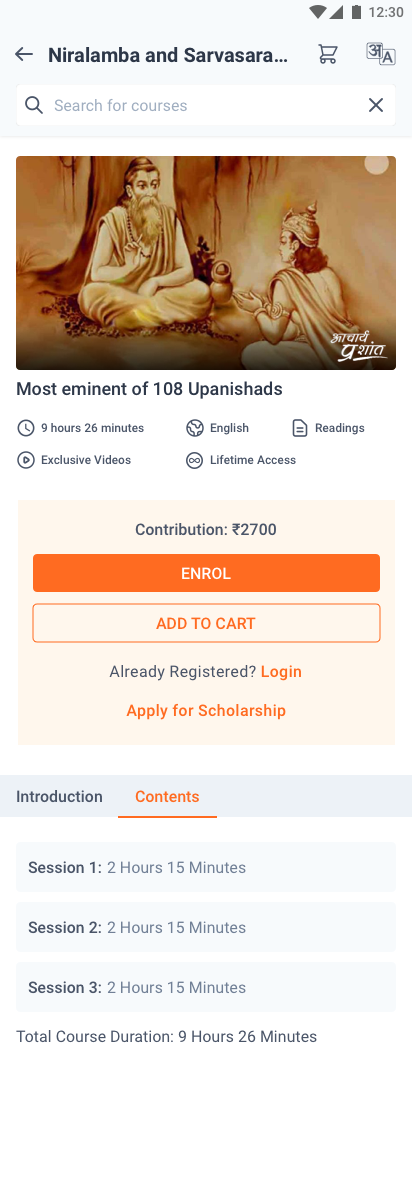 12:30
Niralamba and Sarvasara...
अ A
Search for courses
आचार्य
प्रशांत
Most eminent of 108 Upanishads
9 hours 26 minutes English Readings
Exclusive Videos Lifetime Access
Contribution: ₹2700
ENROL
ADD TO CART
Already Registered? Login
Apply for Scholarship
Introduction Contents
Session 1: 2 Hours 15 Minutes
Session 2: 2 Hours 15 Minutes
Session 3: 2 Hours 15 Minutes
Total Course Duration: 9 Hours 26 Minutes